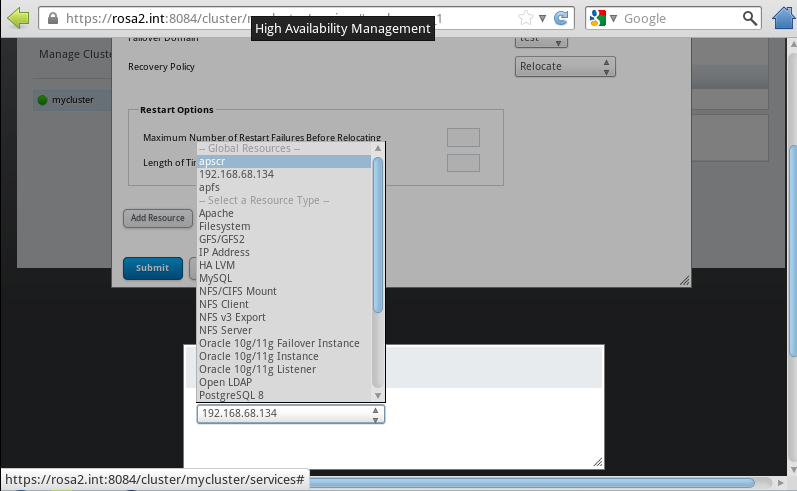 https://rosa2.int:8084/cluster/
1
Google
High Availability Management
Failover Domain
test
Manage Cluste
Recovery Policy
Relocate
mycluster
Restart Options
Maximum Number of Restart Failures Before Relocating
Length of Tin
-- Global Resources --
apscr
192.168.68.134
apfs
-- Select a Resource Type --
Apache
Add Resource
Filesystem
GFS/GFS2
IP Address
HA LVM
Submit
MySQL
NFS/CIFS Mount
NFS Client
NFS v3 Export
NFS Server
Oracle 10g/11g Failover Instance
Oracle 10g/11g Instance
Oracle 10g/11g Listener
Open LDAP
PostgreSQL 8
192.168.68.134
https://rosa2.int:8084/cluster/mycluster/services#